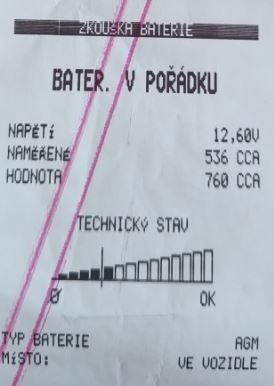 ZKOUŠKA BATERIE
BATER. V POŘÁDKU
NAPĚTÍ 12,60V
NAMĚŘENÉ 536 CCA
HODNOTA 760 CCA
TECHNICKÝ STAV
0 OK
TYP BATERIE AGM
MÍSTO: VE VOZIDLE